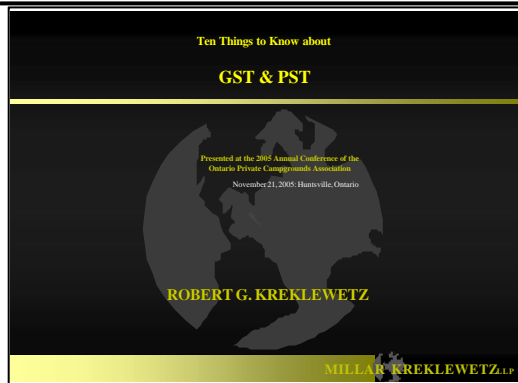 Ten Things to Know about
GST & PST
Presented at the 2005 Annual Conference of the
Ontario Private Campgrounds Association
November 21, 2005: Huntsville, Ontario
ROBERT G. KREKLEWETZ
MILLAR KREKLEWETZ LLP